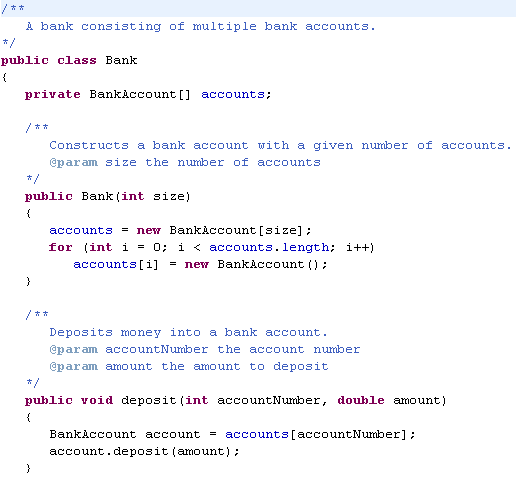 /**
   A bank consisting of multiple bank accounts.
*/
public class Bank
{
   private BankAccount[] accounts;

   /**
      Constructs a bank account with a given number of accounts.
      @param size the number of accounts
   */
   public Bank(int size)
   {
      accounts = new BankAccount[size];
      for (int i = 0; i < accounts.length; i++)
         accounts[i] = new BankAccount();
   }

   /**
      Deposits money into a bank account.
      @param accountNumber the account number
      @param amount the amount to deposit
   */
   public void deposit(int accountNumber, double amount)
   {
      BankAccount account = accounts[accountNumber];
      account.deposit(amount);
   }